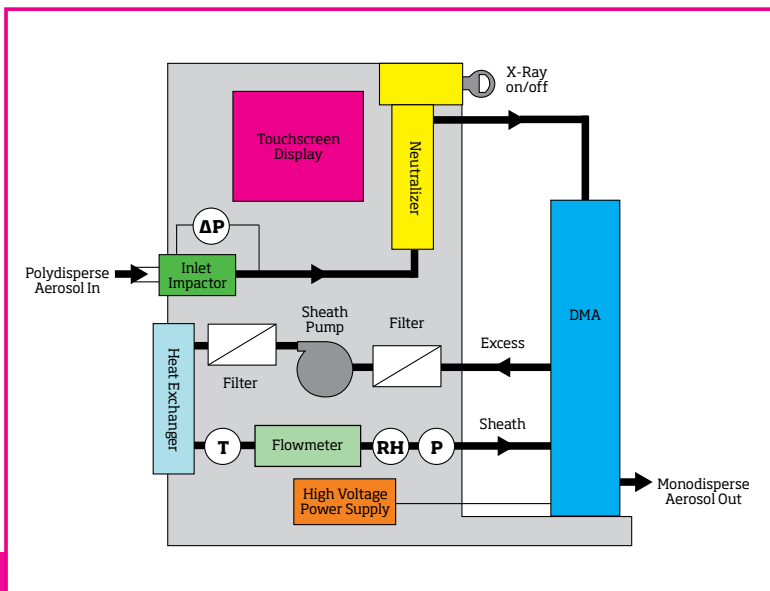 X-Ray
on/off
Touchscreen
Display
Neutralizer
ΔP
Polydisperse
Aerosol In
Inlet
Impactor
DMA
Sheath
Pump
Filter
Excess
Filter
Heat Exchanger
Sheath
T
Flowmeter
RH
P
High Voltage
Power Supply
Monodisperse
Aerosol Out